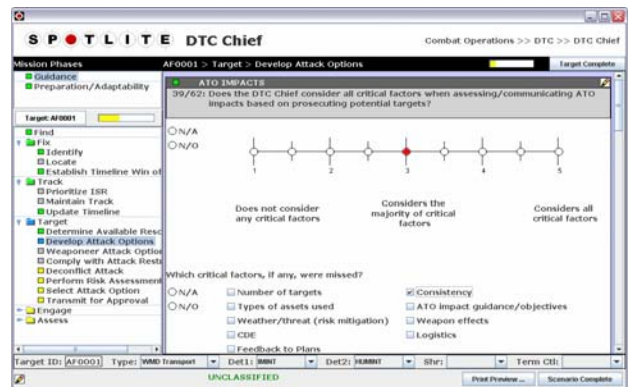 SPOTLITE DTC Chief
Combat Operations >> DTC >> DTC Chief
Mission Phases
AF0001 > Target > Develop Attack Options
Target Complete
Guidance
Preparation/Adaptability
Target: AF0001
Find
Fix
Identify
Locate
Establish Timeline Win of
Track
Prioritize ISR
Maintain Track
Update Timeline
Target
Determine Available Resc
Develop Attack Options
Weaponeer Attack Option
Comply with Attack Restr
Deconflict Attack
Perform Risk Assessment
Select Attack Option
Transmit for Approval
Engage
Assess
ATO IMPACTS
39/62: Does the DTC Chief consider all critical factors when assessing/communicating ATO
impacts based on prosecuting potential targets?
N/A
N/O
1 2 3 4 5
Does not consider
any critical factors
Considers the
majority of critical
factors
Considers all
critical factors
Which critical factors, if any, were missed?
N/A
N/O
Number of targets
Consistency
Types of assets used
ATO impact guidance/objectives
Weather/threat (risk mitigation)
Weapon effects
CDE
Logistics
Feedback to Plans
Target ID: AF0001 Type: WMD Transport Det1: IMINT Det2: HUMINT Shr: Term Ctl:
UNCLASSIFIED
Print Preview ...
Scenario Complete